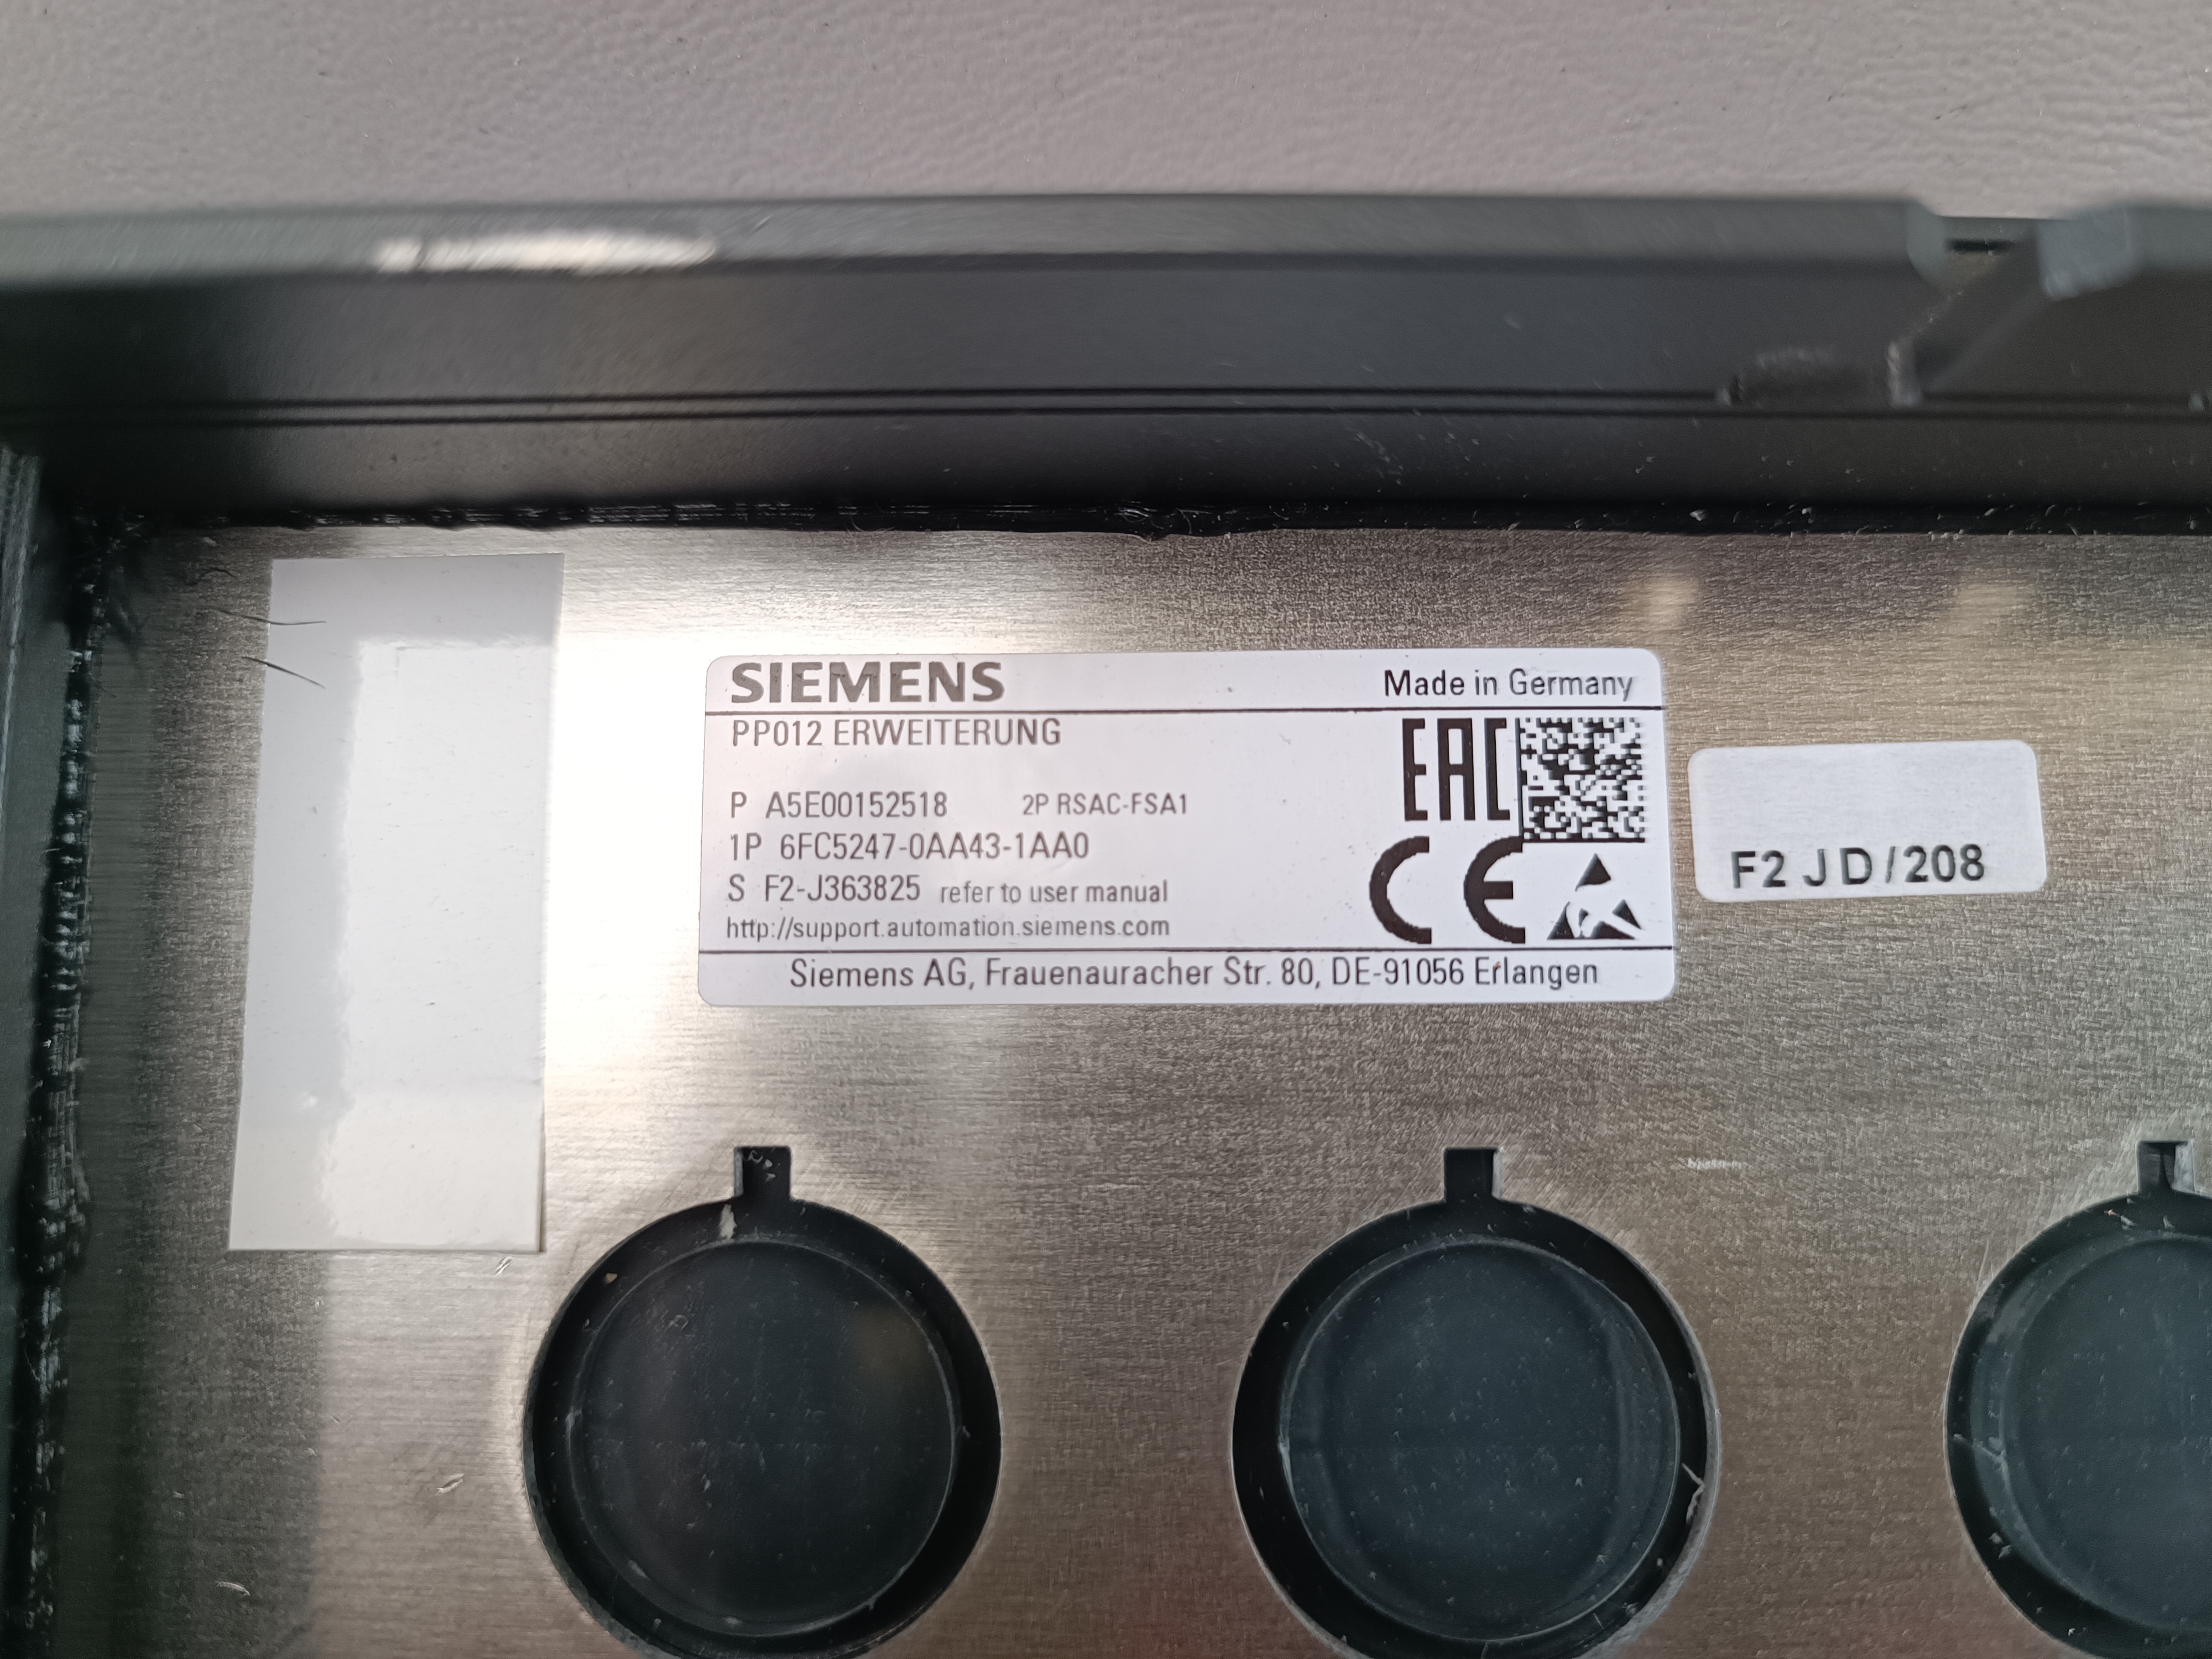 SIEMENS
Made in Germany
PP012 ERWEITERUNG
EAC
P A5E00152518 2P RSAC-FSA1
1P 6FC5247-0AA43-1AA0
S F2-J363825 refer to user manual
http://support.automation.siemens.com
CE
Siemens AG, Frauenauracher Str. 80, DE-91056 Erlangen
F2 J D/208